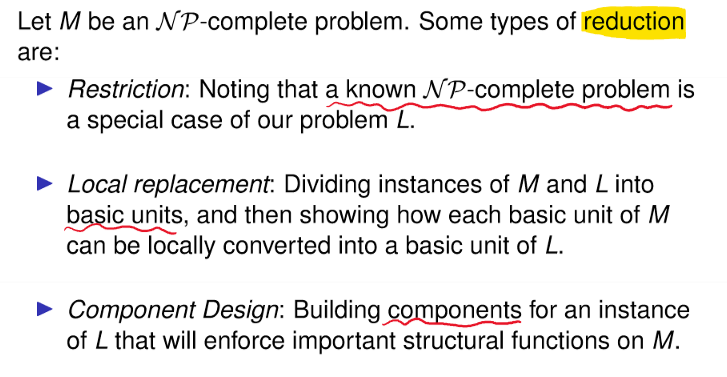 Let M be an NP-complete problem. Some types of reduction
are:
▶ Restriction: Noting that a known NP-complete problem is
a special case of our problem L.
▶ Local replacement: Dividing instances of M and L into
basic units, and then showing how each basic unit of M
can be locally converted into a basic unit of L.
▶ Component Design: Building components for an instance
of L that will enforce important structural functions on M.